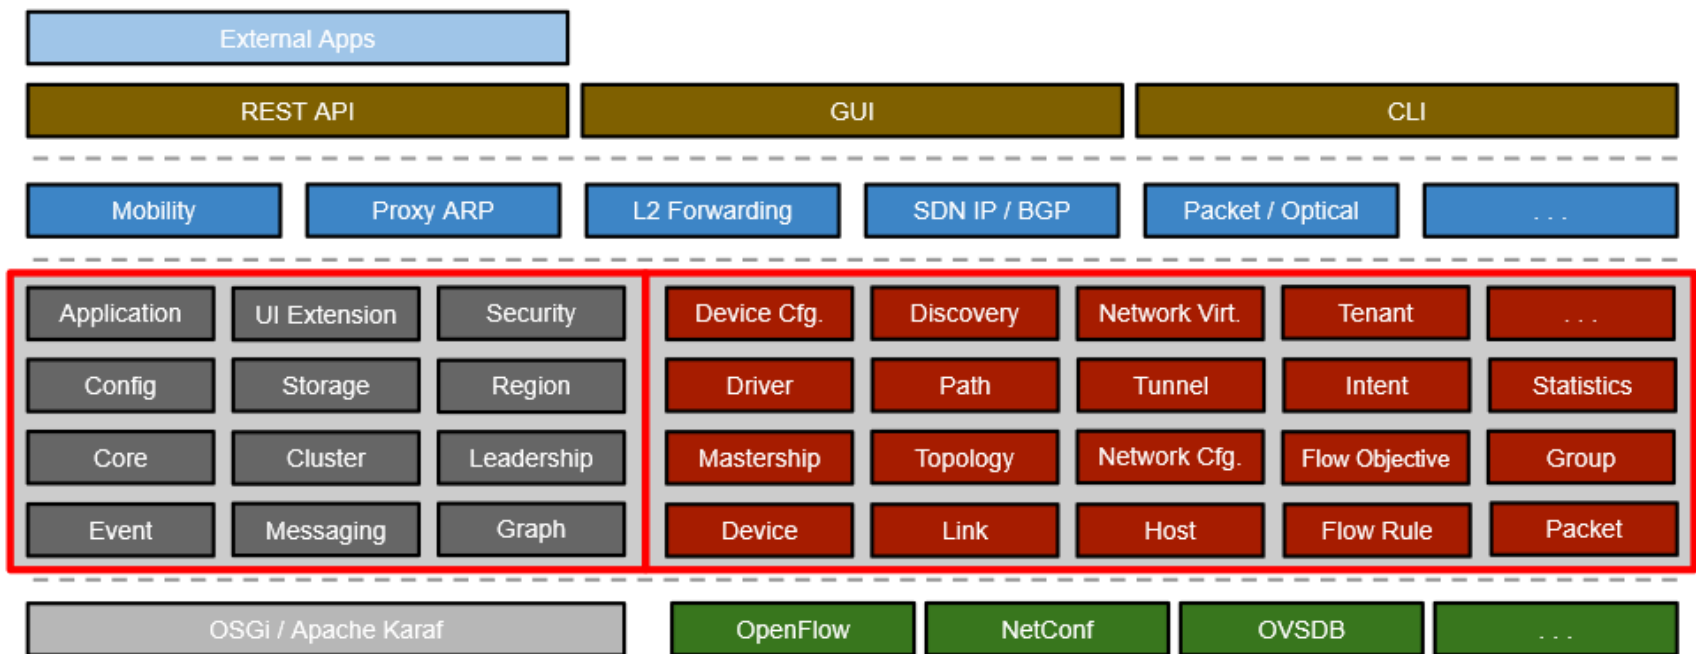 External Apps
REST API GUI CLI
Mobility Proxy ARP L2 Forwarding SDN IP / BGP Packet / Optical . . .
Application UI Extension Security Device Cfg. Discovery Network Virt. Tenant . . .
Config Storage Region Driver Path Tunnel Intent Statistics
Core Cluster Leadership Mastership Topology Network Cfg. Flow Objective Group
Event Messaging Graph Device Link Host Flow Rule Packet
OSGi / Apache Karaf OpenFlow NetConf OVSDB . . .